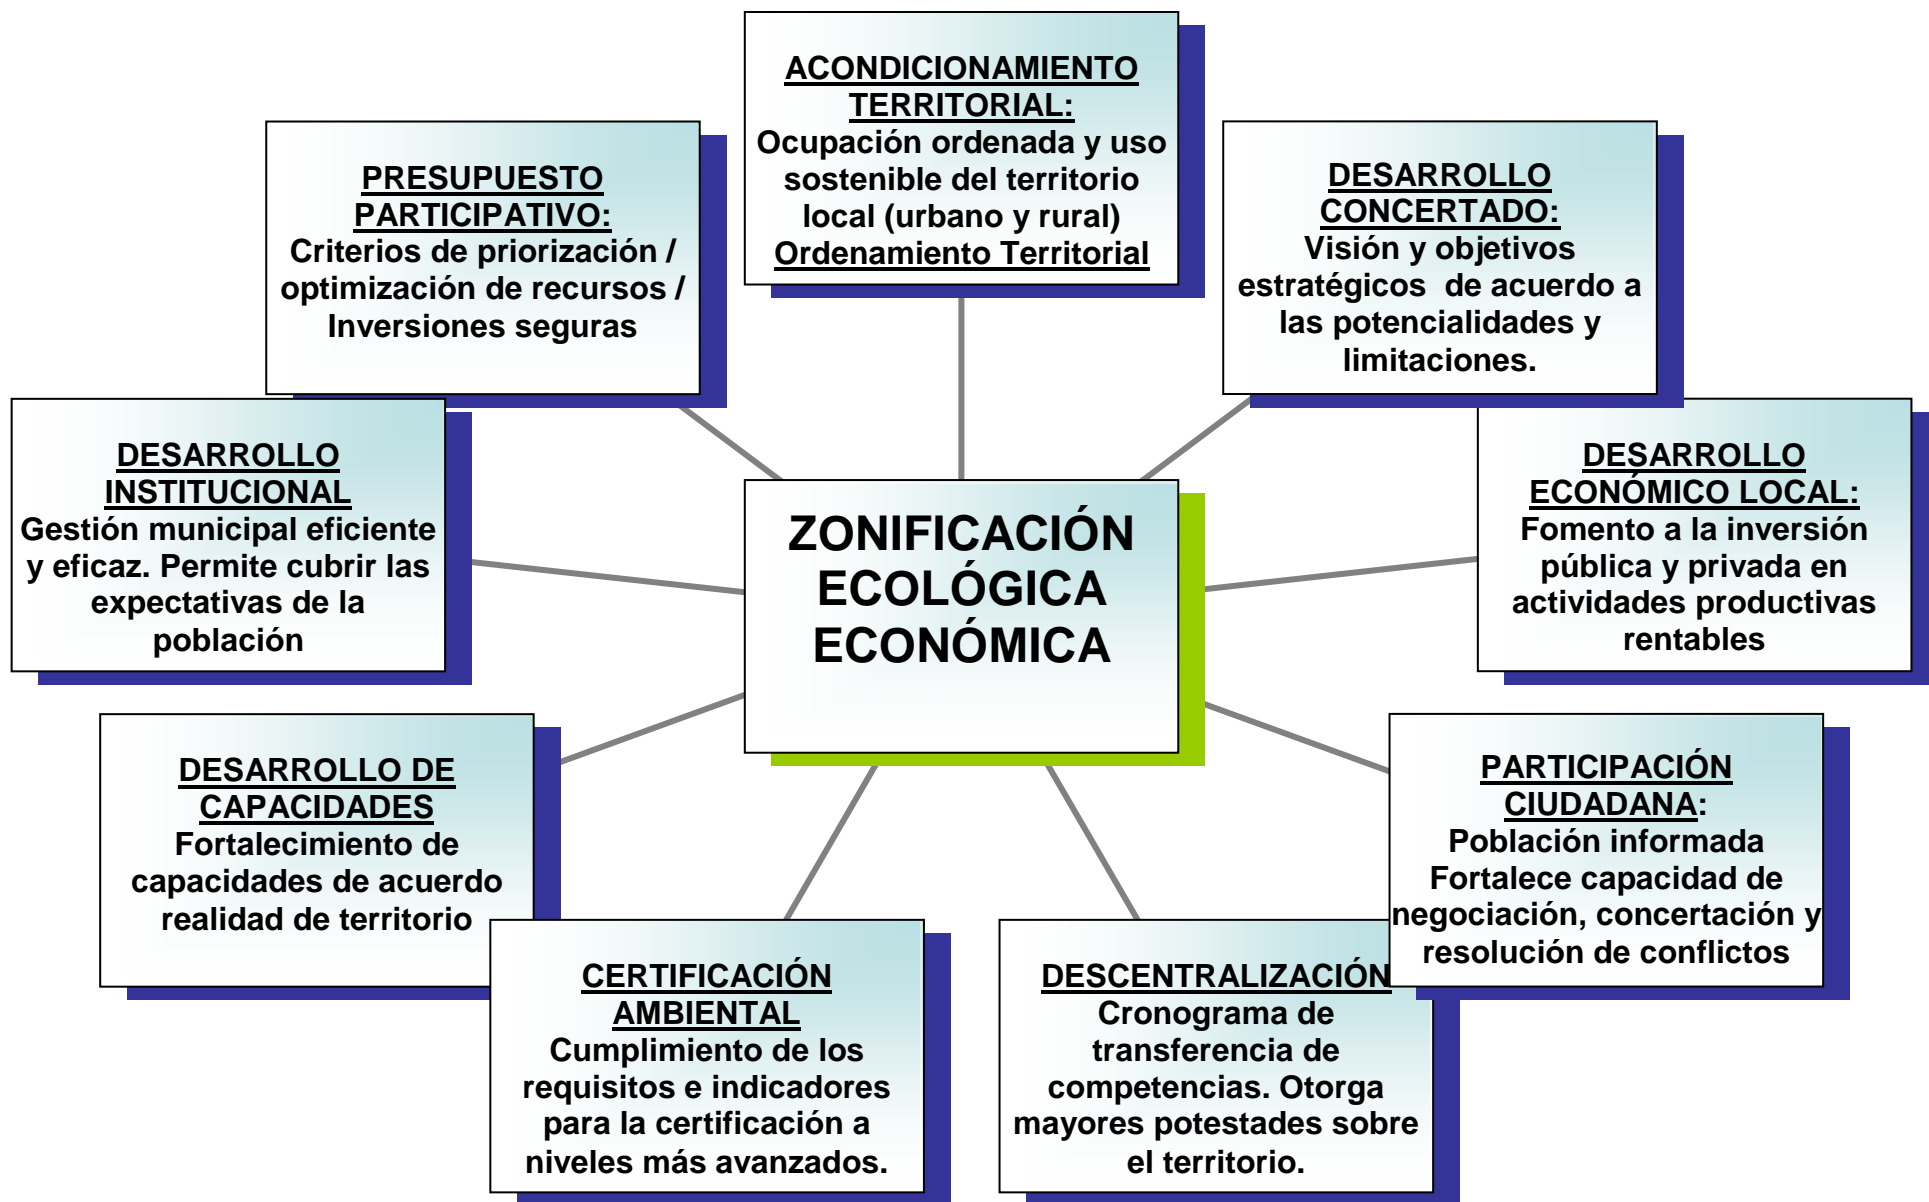 ACONDICIONAMIENTO
TERRITORIAL:
Ocupación ordenada y uso
sostenible del territorio
local (urbano y rural)
Ordenamiento Territorial
PRESUPUESTO
PARTICIPATIVO:
Criterios de priorización /
optimización de recursos /
Inversiones seguras
DESARROLLO
CONCERTADO:
Visión y objetivos
estratégicos  de acuerdo a
las potencialidades y
limitaciones.
DESARROLLO
INSTITUCIONAL
Gestión municipal eficiente
y eficaz. Permite cubrir las
expectativas de la
población
ZONIFICACIÓN
ECOLÓGICA
ECONÓMICA
DESARROLLO
ECONÓMICO LOCAL:
Fomento a la inversión
pública y privada en
actividades productivas
rentables
DESARROLLO DE
CAPACIDADES
Fortalecimiento de
capacidades de acuerdo
realidad de territorio
PARTICIPACIÓN
CIUDADANA:
Población informada
Fortalece capacidad de
negociación, concertación y
resolución de conflictos
CERTIFICACIÓN
AMBIENTAL
Cumplimiento de los
requisitos e indicadores
para la certificación a
niveles más avanzados.
DESCENTRALIZACIÓN
Cronograma de
transferencia de
competencias. Otorga
mayores potestades sobre
el territorio.